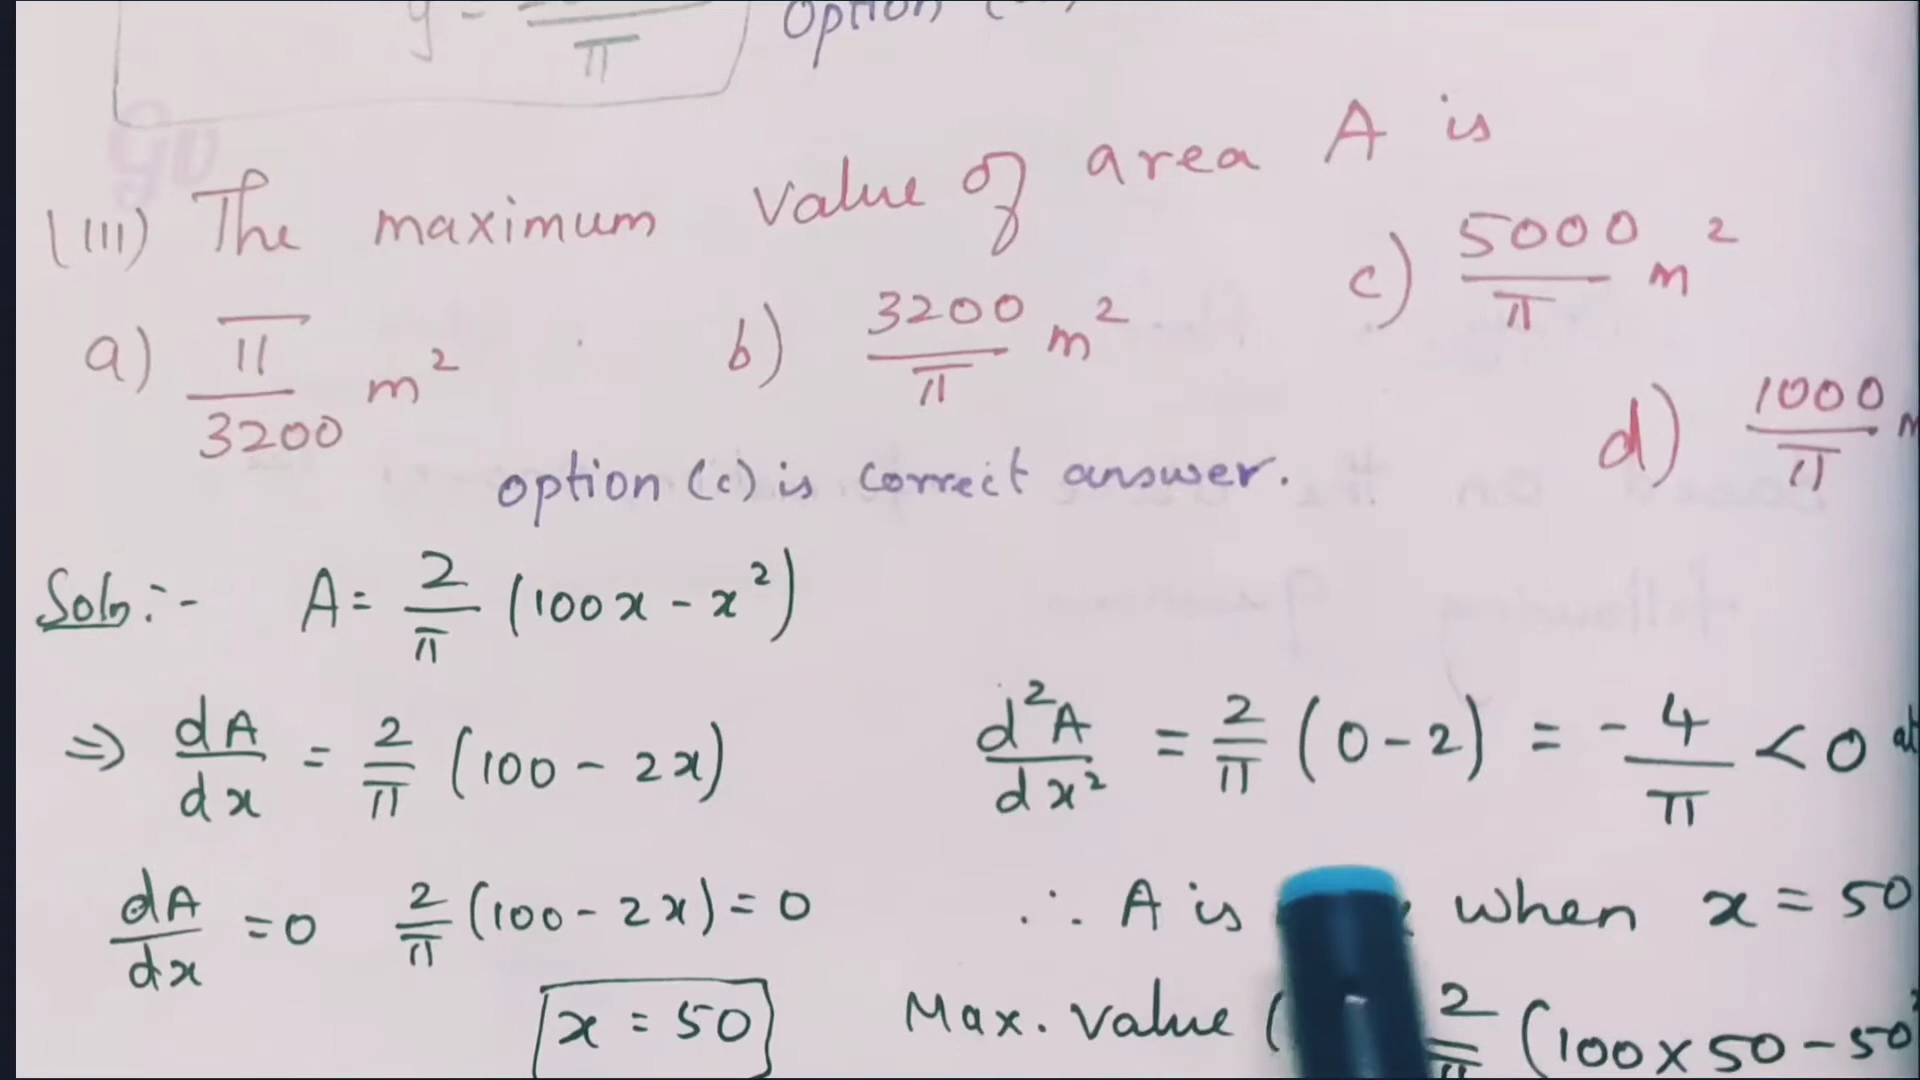 y = π
option
(III) The maximum value of area A is
a) π/3200 m² b) 3200/π m² c) 5000/π m²
d) 1000/π
option (c) is correct answer.
Soln:- A = 2/π (100x - x²)
⇒ dA/dx = 2/π (100 - 2x) d²A/dx² = 2/π (0-2) = -4/π < 0 at
dA/dx = 0 2/π (100 - 2x) = 0 ∴ A is when x = 50
x = 50 Max. value ( 2/π (100 x 50 - 50²